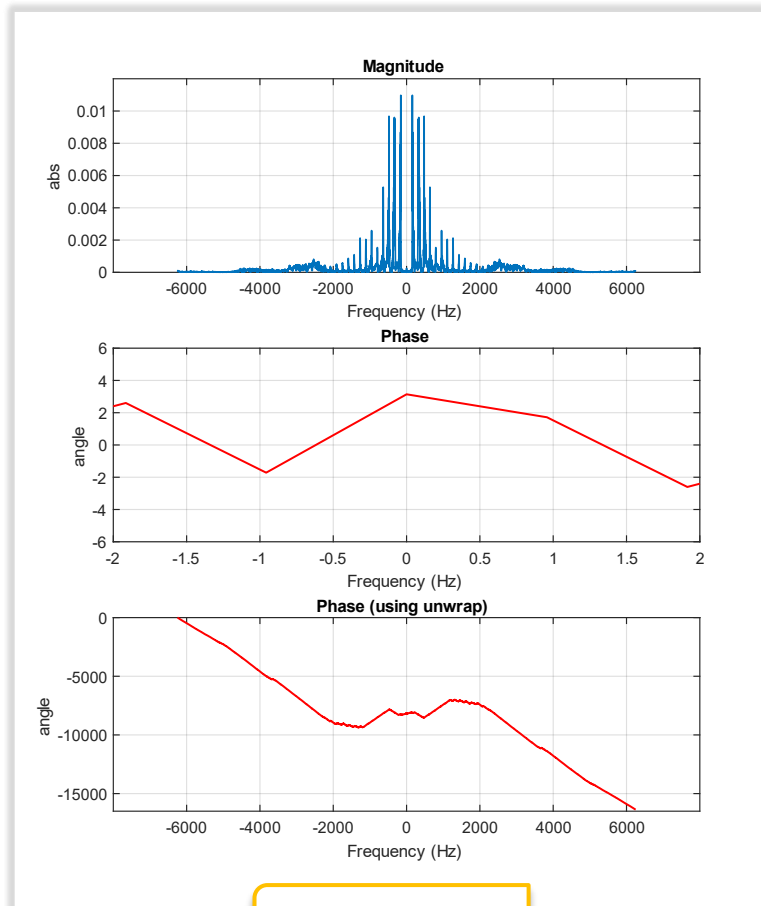 Magnitude
0.01
0.008
0.006
0.004
0.002
0
abs
-6000 -4000 -2000 0 2000 4000 6000
Frequency (Hz)
Phase
6
4
2
0
-2
-4
-6
angle
-2 -1.5 -1 -0.5 0 0.5 1 1.5 2
Frequency (Hz)
Phase (using unwrap)
0
-5000
-10000
-15000
angle
-6000 -4000 -2000 0 2000 4000 6000
Frequency (Hz)